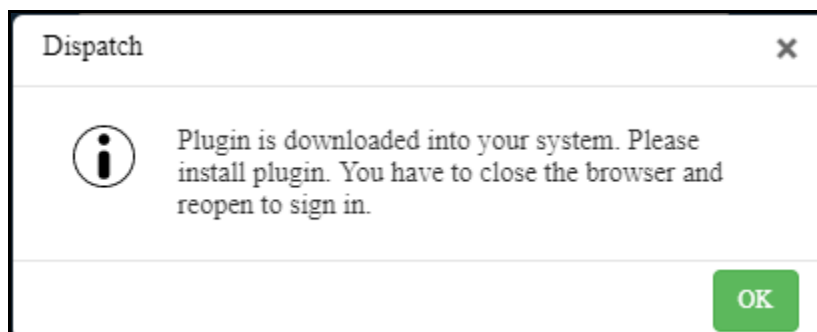 Dispatch
Plugin is downloaded into your system. Please
install plugin. You have to close the browser and
reopen to sign in.
OK